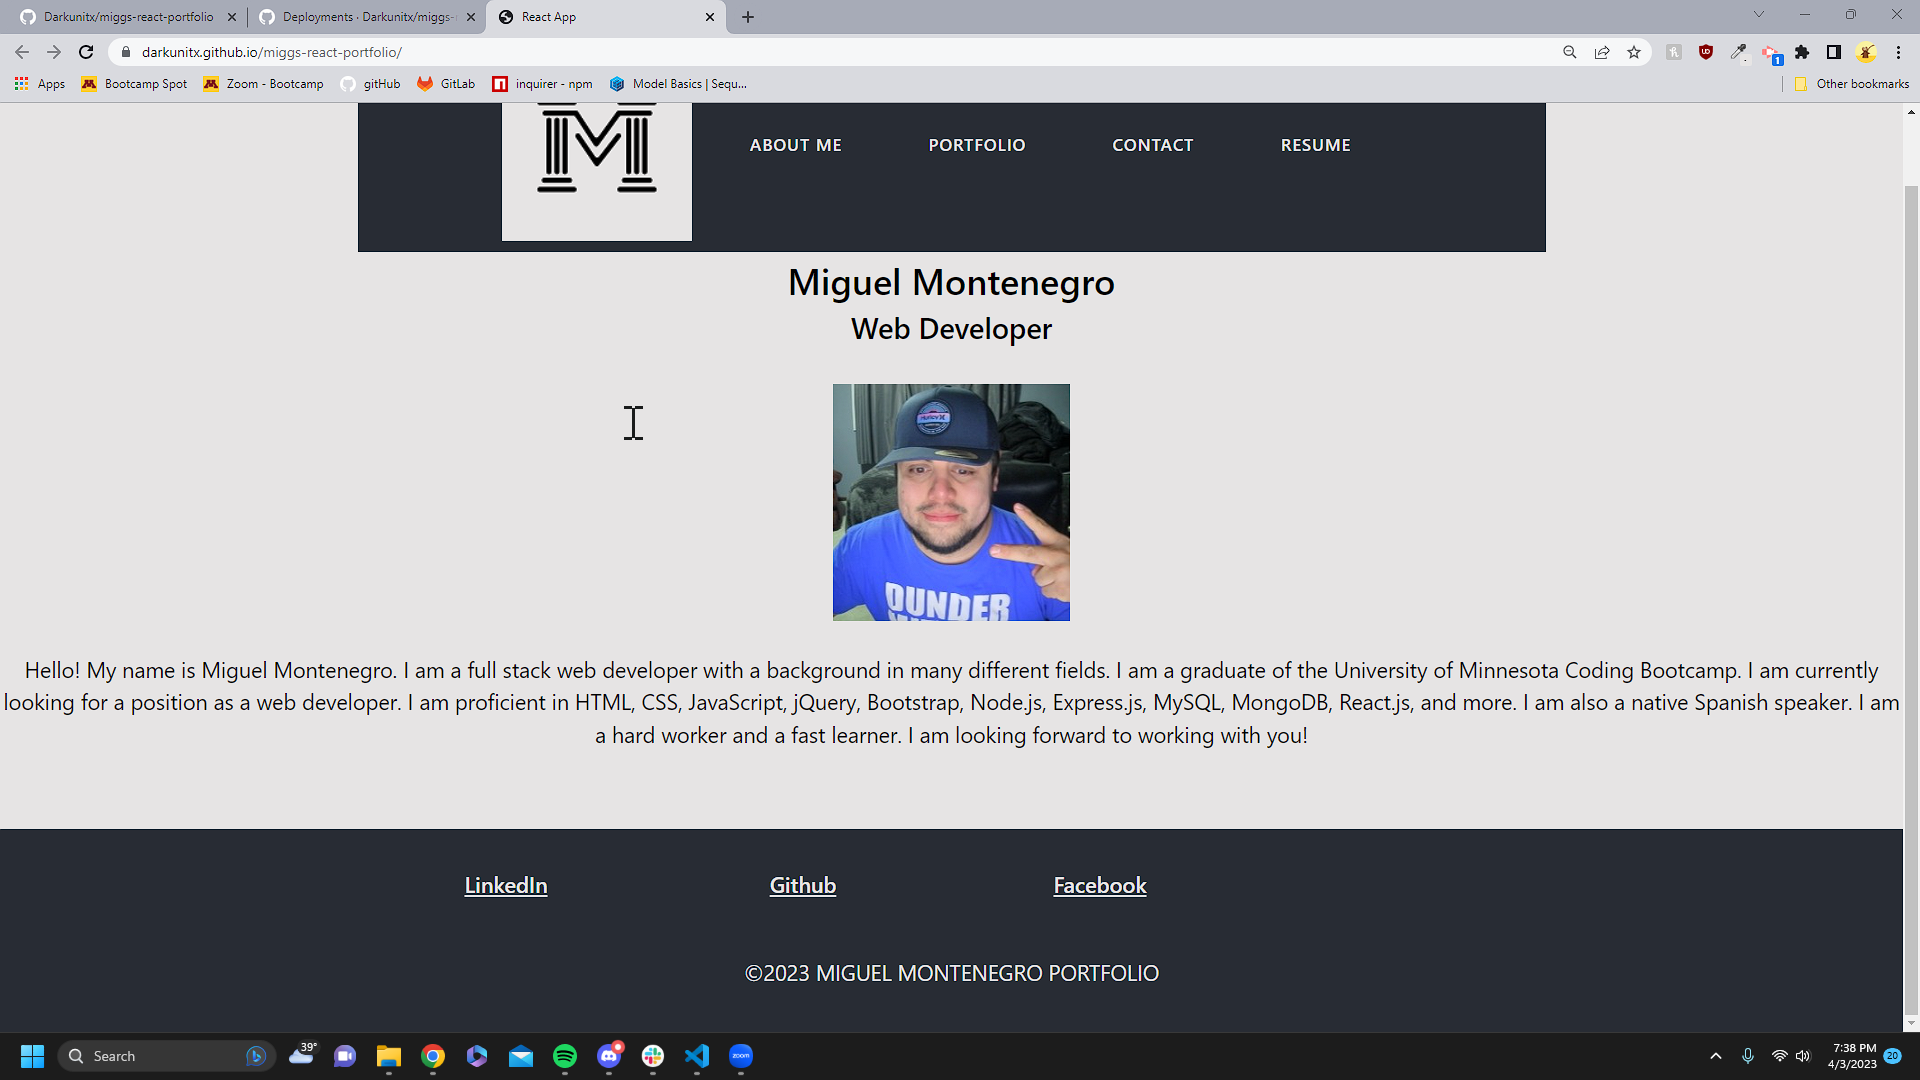 Darkunitx/miggs-react-portfolio
Deployments · Darkunitx/miggs-
React App
darkunitx.github.io/miggs-react-portfolio/
1
Apps
Bootcamp Spot
Zoom - Bootcamp
gitHub
GitLab
inquirer - npm
Model Basics | Sequ...
Other bookmarks
M
ABOUT ME
PORTFOLIO
CONTACT
RESUME
Miguel Montenegro
Web Developer
DUNDER
Hello! My name is Miguel Montenegro. I am a full stack web developer with a background in many different fields. I am a graduate of the University of Minnesota Coding Bootcamp. I am currently
looking for a position as a web developer. I am proficient in HTML, CSS, JavaScript, jQuery, Bootstrap, Node.js, Express.js, MySQL, MongoDB, React.js, and more. I am also a native Spanish speaker. I am
a hard worker and a fast learner. I am looking forward to working with you!
LinkedIn
Github
Facebook
©2023 MIGUEL MONTENEGRO PORTFOLIO
Search
39°
zoom
7:38 PM
4/3/2023
20